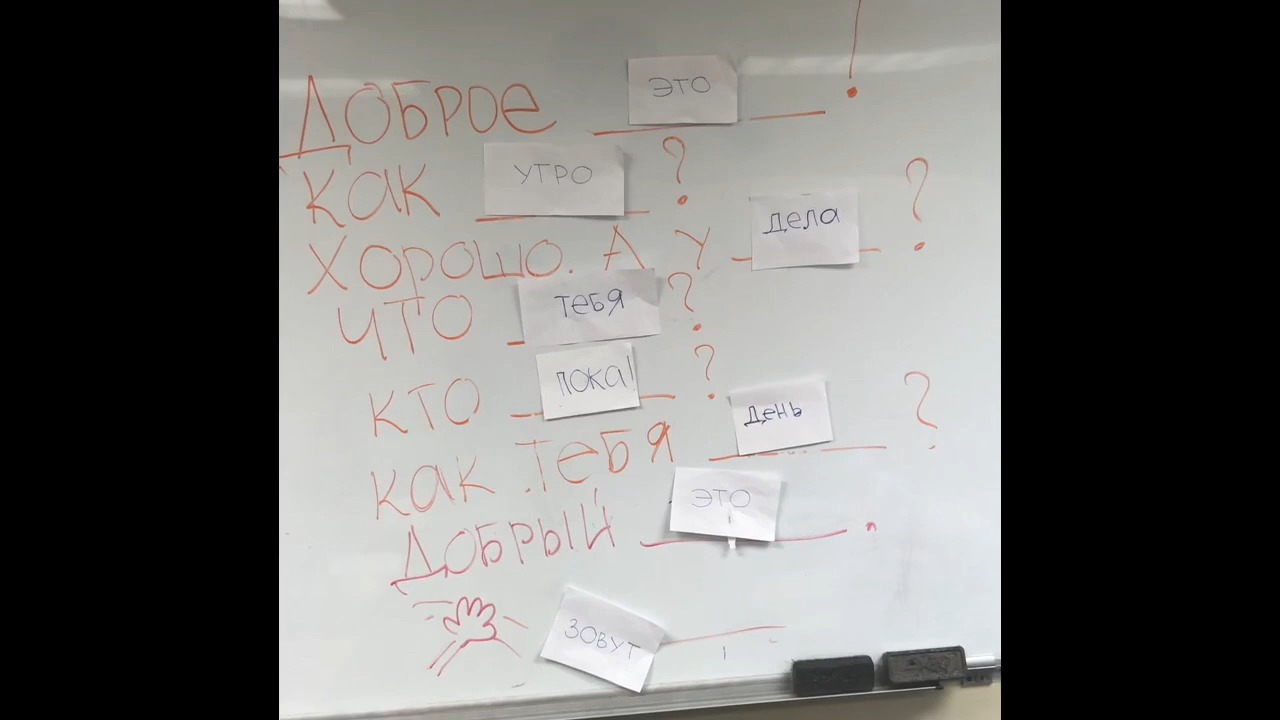 ДОБРОЕ ЭТО !
КАК УТРО ?
ХОРОШО. А У ДЕЛА ?
ЧТО ТЕБЯ ?
КТО ПОКА! ?
КАК ТЕБЯ ДЕНЬ ?
ДОБРЫЙ ЭТО .
ЗОВУТ